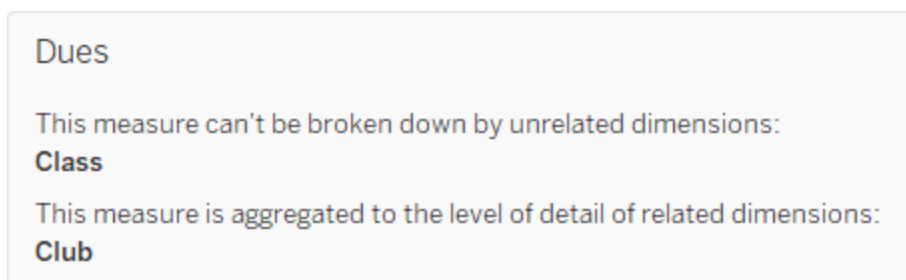 Dues
This measure can't be broken down by unrelated dimensions:
Class
This measure is aggregated to the level of detail of related dimensions:
Club